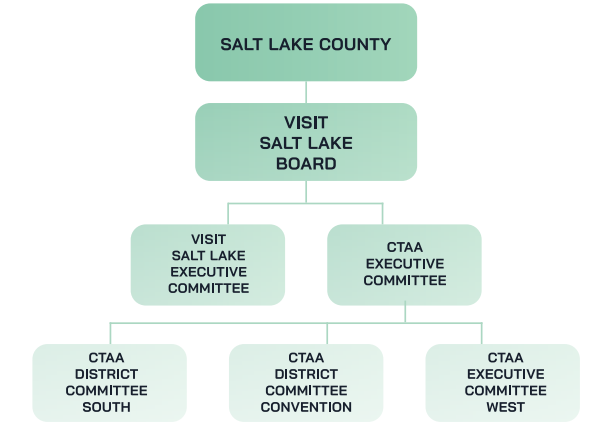 SALT LAKE COUNTY
VISIT
SALT LAKE
BOARD
VISIT
SALT LAKE
EXECUTIVE
COMMITTEE
CTAA
EXECUTIVE
COMMITTEE
CTAA
DISTRICT
COMMITTEE
SOUTH
CTAA
DISTRICT
COMMITTEE
CONVENTION
CTAA
EXECUTIVE
COMMITTEE
WEST